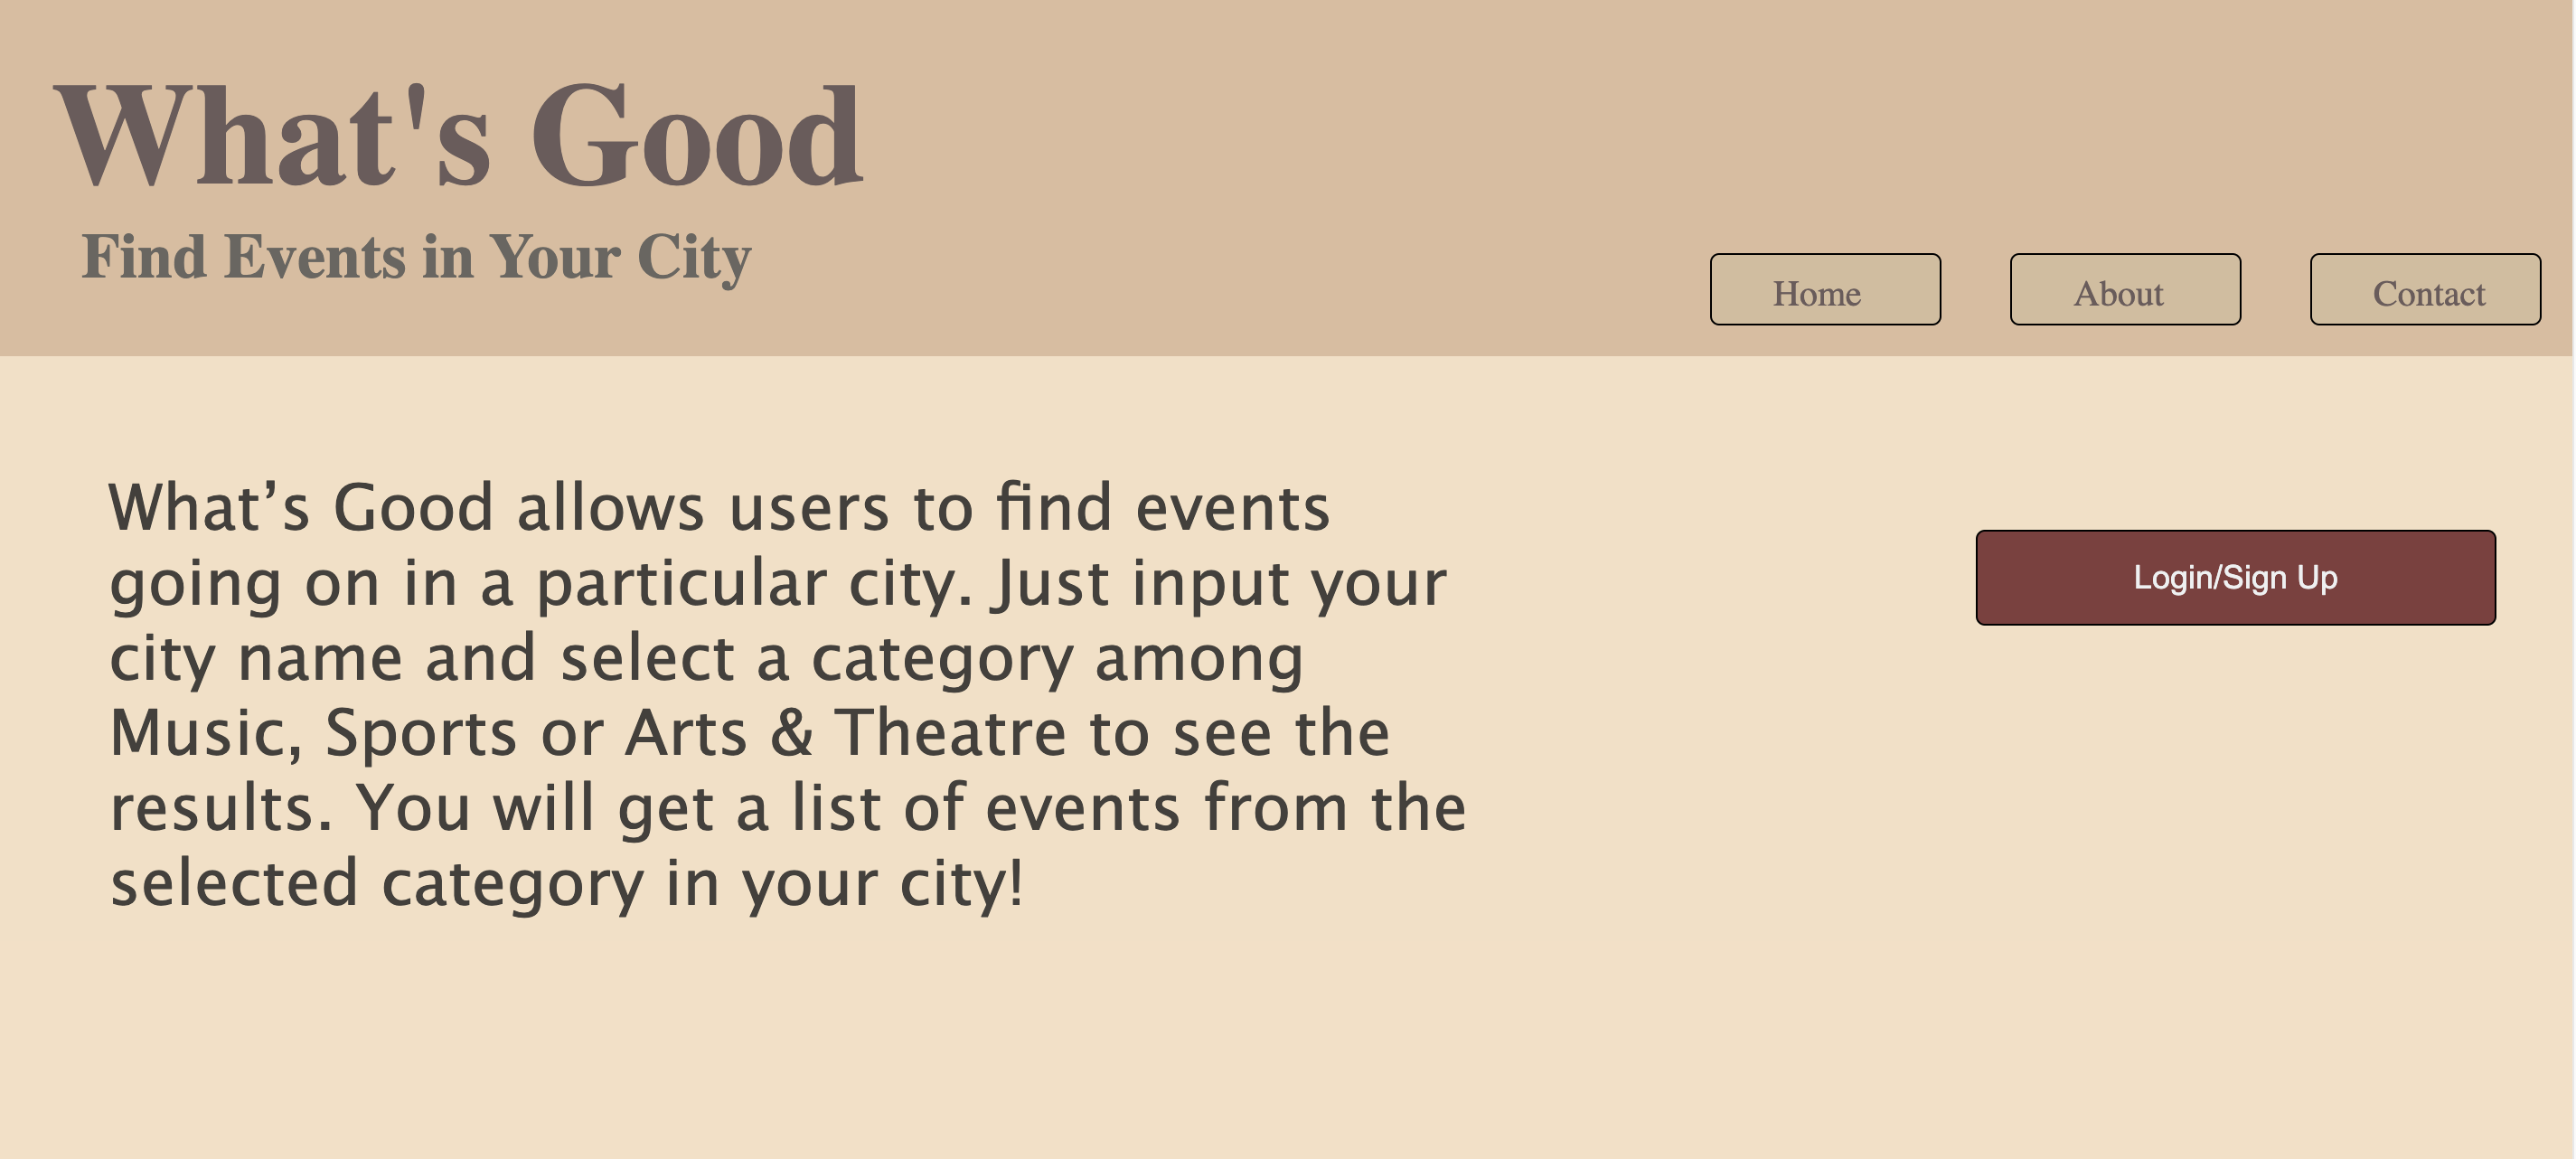 What's Good
Find Events in Your City
Home
About
Contact
What’s Good allows users to find events
going on in a particular city. Just input your
city name and select a category among
Music, Sports or Arts & Theatre to see the
results. You will get a list of events from the
selected category in your city!
Login/Sign Up